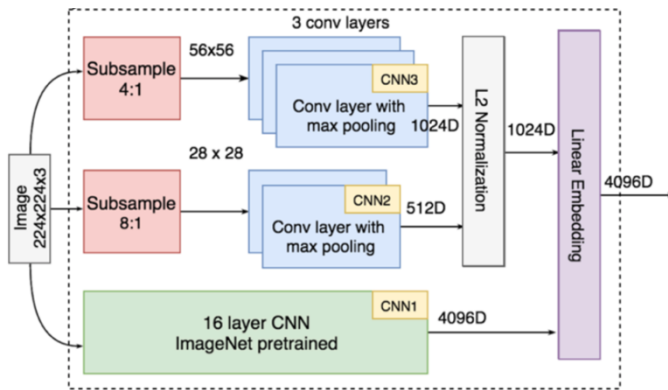 3 conv layers
56x56
Subsample
4:1
CNN3
Conv layer with
max pooling
1024D
L2 Normalization
1024D
Linear Embedding
4096D
Image
224x224x3
28 x 28
Subsample
8:1
CNN2
Conv layer with
max pooling
512D
CNN1
16 layer CNN
ImageNet pretrained
4096D